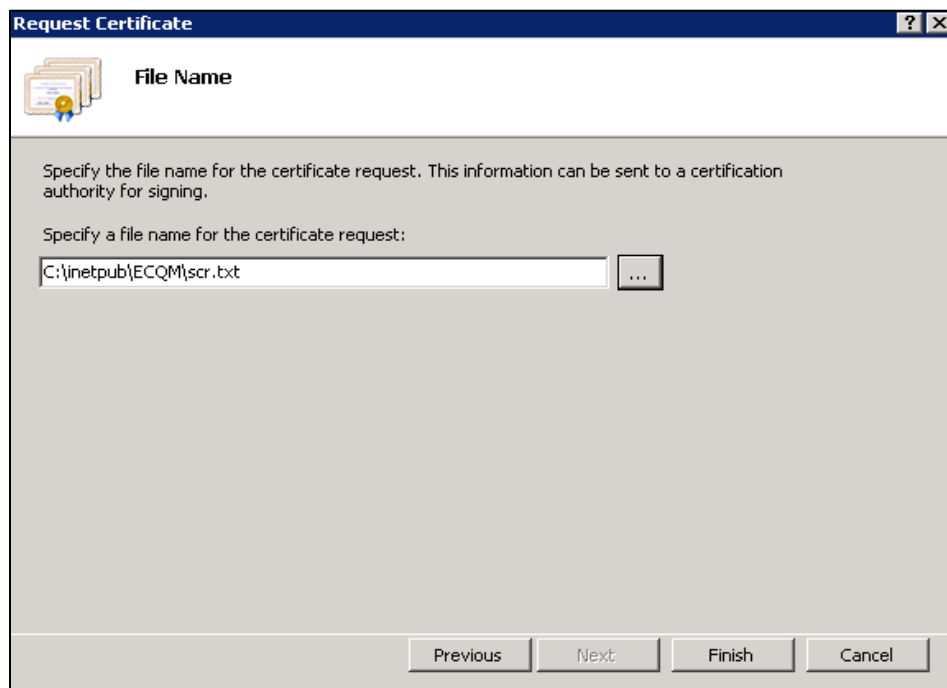 Request Certificate
File Name
Specify the file name for the certificate request. This information can be sent to a certification
authority for signing.
Specify a file name for the certificate request:
C:\inetpub\ECQM\scr.txt
...
Previous
Next
Finish
Cancel